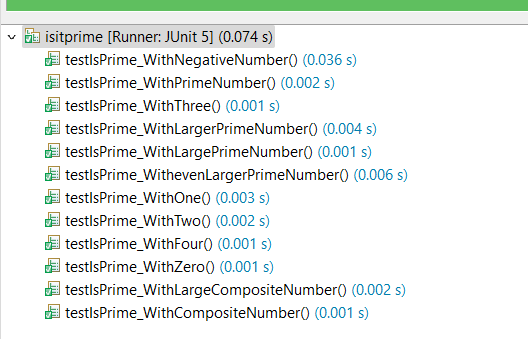 isitprime [Runner: JUnit 5] (0.074 s)
testIsPrime_WithNegativeNumber() (0.036 s)
testIsPrime_WithPrimeNumber() (0.002 s)
testIsPrime_WithThree() (0.001 s)
testIsPrime_WithLargerPrimeNumber() (0.004 s)
testIsPrime_WithLargePrimeNumber() (0.001 s)
testIsPrime_WithevenLargerPrimeNumber() (0.006 s)
testIsPrime_WithOne() (0.003 s)
testIsPrime_WithTwo() (0.002 s)
testIsPrime_WithFour() (0.001 s)
testIsPrime_WithZero() (0.001 s)
testIsPrime_WithLargeCompositeNumber() (0.002 s)
testIsPrime_WithCompositeNumber() (0.001 s)